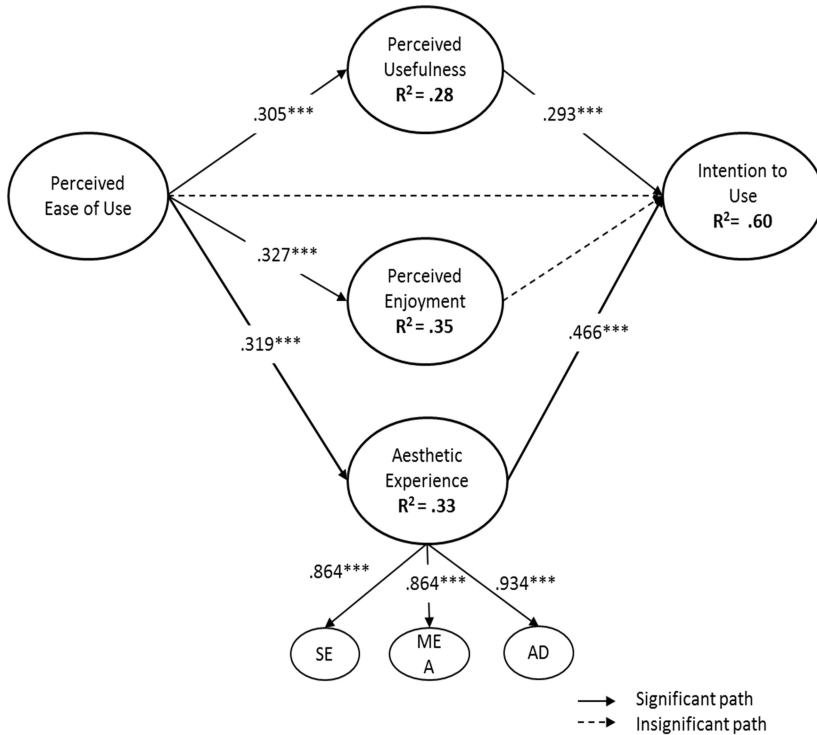 Perceived
Usefulness
R² = .28
.305***
.293***
Perceived
Ease of Use
Intention to
Use
R² = .60
.327***
Perceived
Enjoyment
R² = .35
.319***
.466***
Aesthetic
Experience
R² = .33
.864***
.864***
.934***
SE
ME
A
AD
Significant path
Insignificant path